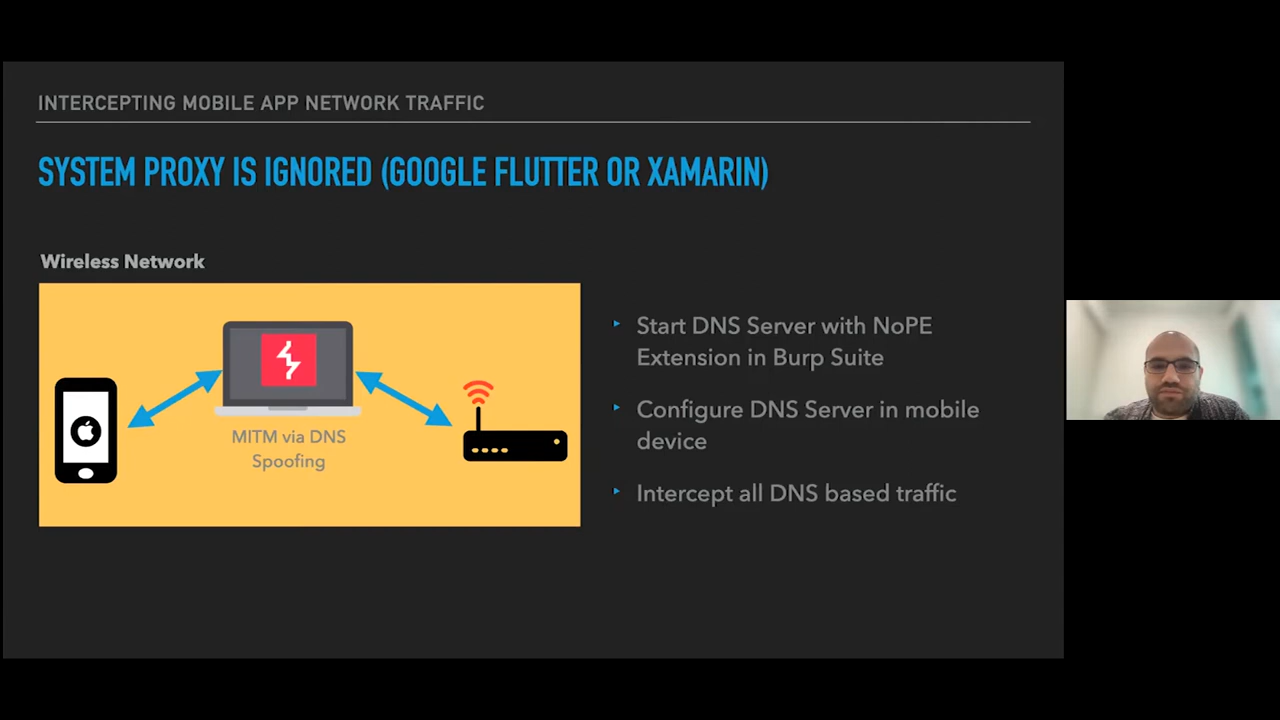 INTERCEPTING MOBILE APP NETWORK TRAFFIC
SYSTEM PROXY IS IGNORED (GOOGLE FLUTTER OR XAMARIN)
Wireless Network
MITM via DNS
Spoofing
Start DNS Server with NoPE
Extension in Burp Suite
Configure DNS Server in mobile
device
Intercept all DNS based traffic